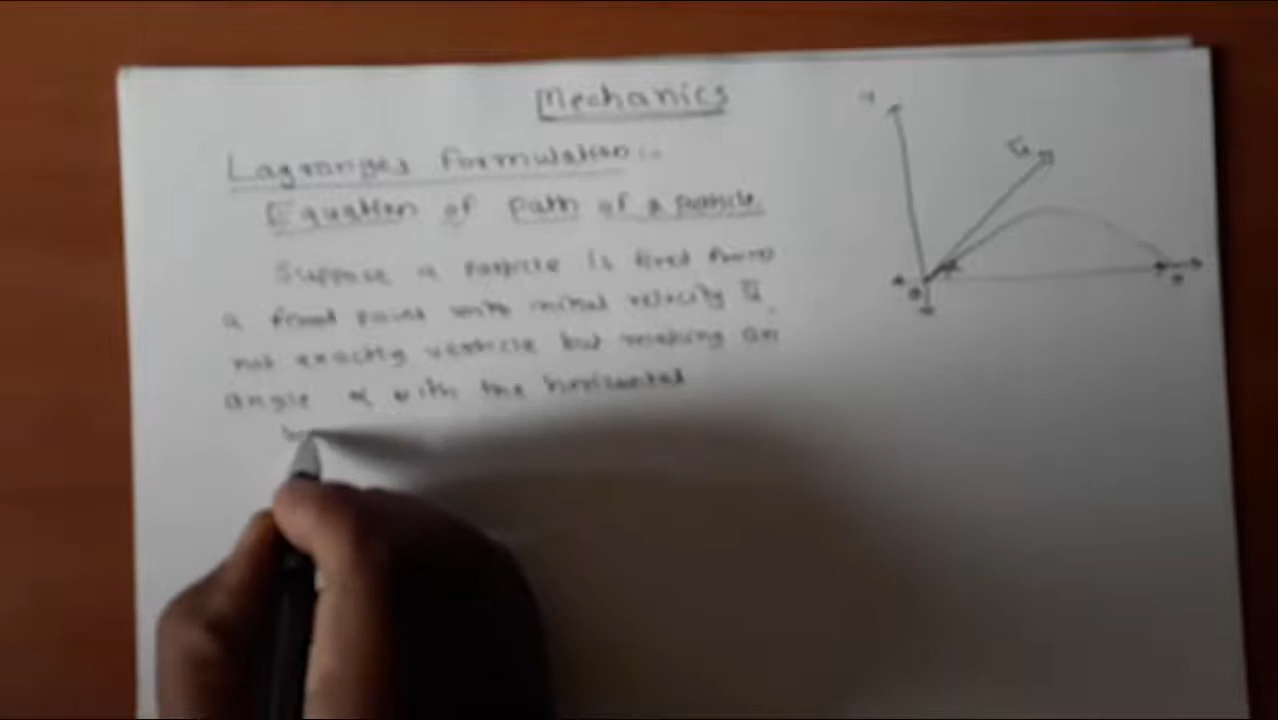 Mechanics
Lagranges Formulation:-
Equation of Path of a particle
Suppose a particle is fired from
a fixed point with initial velocity ū
not exactly verticle but making an
angle α with the horizontal
y
ū
o
x